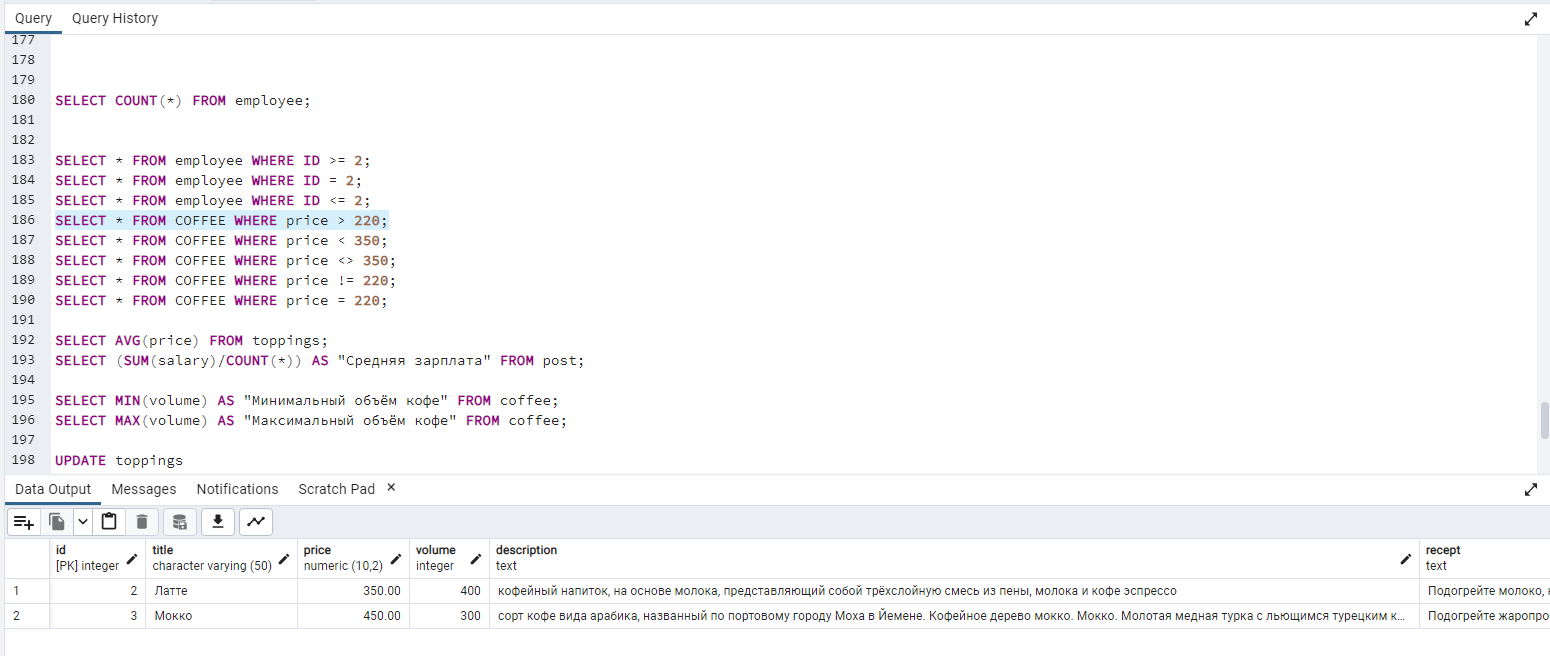 Query Query History
177
178
179
180 SELECT COUNT(*) FROM employee;
181
182
183 SELECT * FROM employee WHERE ID >= 2;
184 SELECT * FROM employee WHERE ID = 2;
185 SELECT * FROM employee WHERE ID <= 2;
186 SELECT * FROM COFFEE WHERE price > 220;
187 SELECT * FROM COFFEE WHERE price < 350;
188 SELECT * FROM COFFEE WHERE price <> 350;
189 SELECT * FROM COFFEE WHERE price != 220;
190 SELECT * FROM COFFEE WHERE price = 220;
191
192 SELECT AVG(price) FROM toppings;
193 SELECT (SUM(salary)/COUNT(*)) AS "Средняя зарплата" FROM post;
194
195 SELECT MIN(volume) AS "Минимальный объём кофе" FROM coffee;
196 SELECT MAX(volume) AS "Максимальный объём кофе" FROM coffee;
197
198 UPDATE toppings
Data Output Messages Notifications Scratch Pad ×
id title price volume description recept
[PK] integer character varying (50) numeric (10,2) integer text text
1 2 Латте 350.00 400 кофейный напиток, на основе молока, представляющий собой трёхслойную смесь из пены, молока и кофе эспрессо Подогрейте молоко,
2 3 Мокко 450.00 300 сорт кофе вида арабика, названный по портовому городу Моха в Йемене. Кофейное дерево мокко. Мокко. Молотая медная турка с льющимся турецким к... Подогрейте жаропро